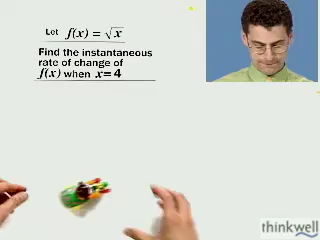 Let f(x) = √x
Find the instantaneous
rate of change of
f(x) when x=4
thinkwell